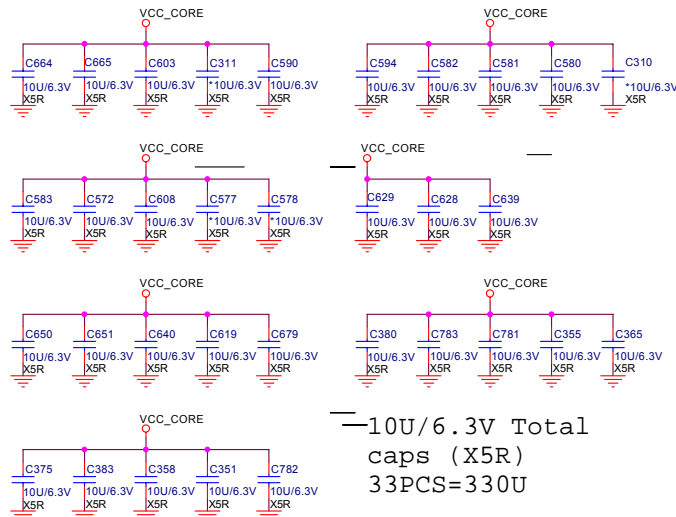 VCC_CORE VCC_CORE
C664 C665 C603 C311 C590 C594 C582 C581 C580 C310
10U/6.3V 10U/6.3V 10U/6.3V *10U/6.3V 10U/6.3V 10U/6.3V 10U/6.3V 10U/6.3V 10U/6.3V *10U/6.3V
X5R X5R X5R X5R X5R X5R X5R X5R X5R X5R
VCC_CORE VCC_CORE
C583 C572 C608 C577 C578 C629 C628 C639
10U/6.3V 10U/6.3V 10U/6.3V *10U/6.3V *10U/6.3V 10U/6.3V 10U/6.3V 10U/6.3V
X5R X5R X5R X5R X5R X5R X5R X5R
VCC_CORE VCC_CORE
C650 C651 C640 C619 C679 C380 C783 C781 C355 C365
10U/6.3V 10U/6.3V 10U/6.3V 10U/6.3V 10U/6.3V 10U/6.3V 10U/6.3V 10U/6.3V 10U/6.3V 10U/6.3V
X5R X5R X5R X5R X5R X5R X5R X5R X5R X5R
VCC_CORE
C375 C383 C358 C351 C782
10U/6.3V 10U/6.3V 10U/6.3V 10U/6.3V 10U/6.3V
X5R X5R X5R X5R X5R
10U/6.3V Total
caps (X5R)
33PCS=330U